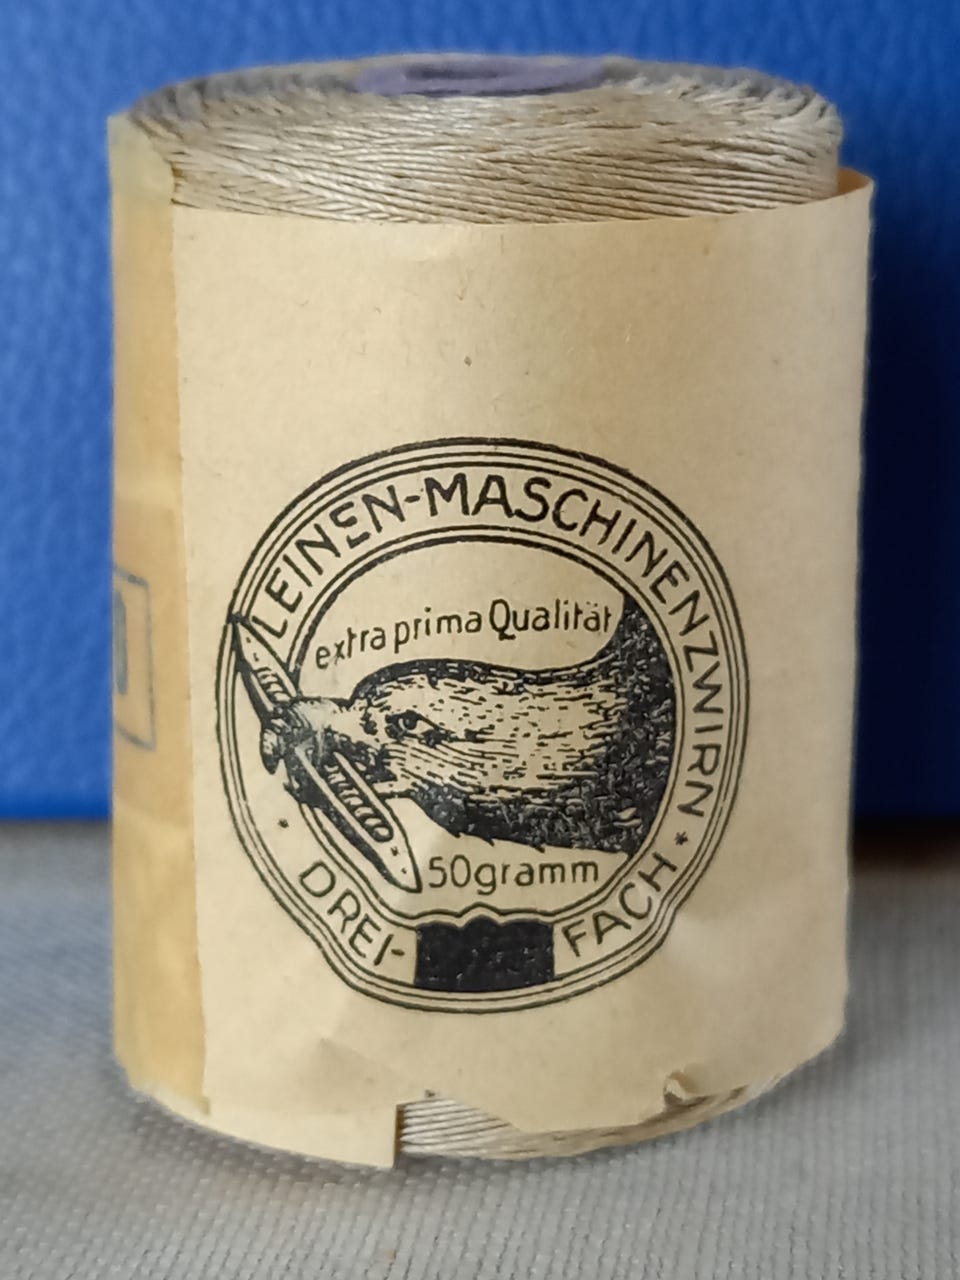 LEINEN-MASCHINENZWIRN
extra prima Qualität
50gramm
DREI-FACH